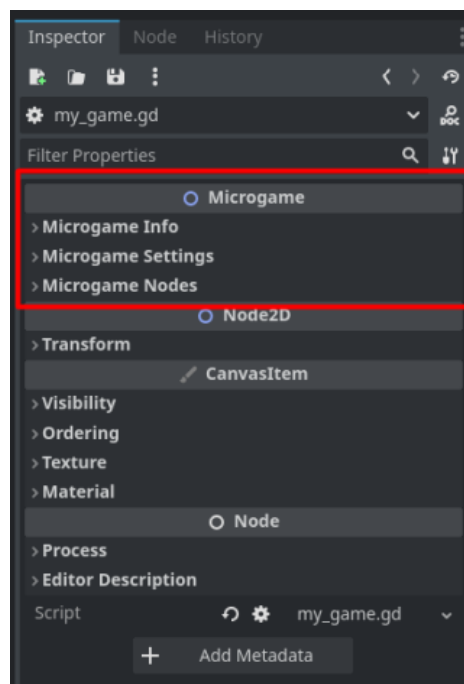 Inspector Node History
my_game.gd
DOC
Filter Properties
Microgame
Microgame Info
Microgame Settings
Microgame Nodes
Node2D
Transform
CanvasItem
Visibility
Ordering
Texture
Material
Node
Process
Editor Description
Script my_game.gd
+ Add Metadata